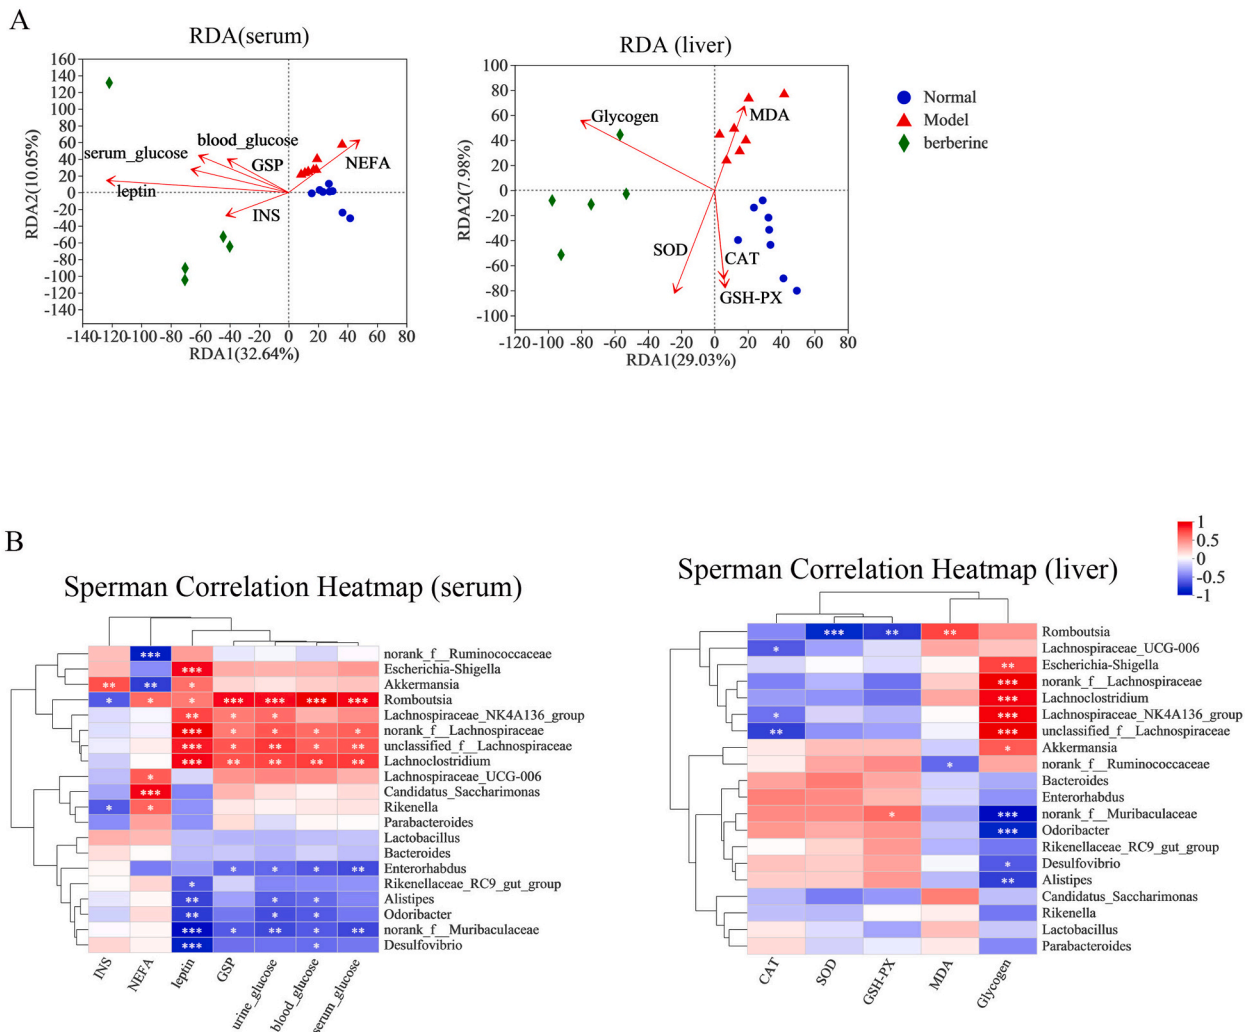 A
RDA(serum)
RDA2(10.05%)
160
140
120
100
80
60
40
20
0
-20
-40
-60
-80
-100
-120
-140
blood_glucose
serum_glucose
GSP
NEFA
leptin
INS
-140 -120 -100 -80 -60 -40 -20 0 20 40 60 80
RDA1(32.64%)
RDA (liver)
RDA2(7.98%)
100
80
60
40
20
0
-20
-40
-60
-80
-100
Glycogen
MDA
SOD
CAT
GSH-PX
-120 -100 -80 -60 -40 -20 0 20 40 60 80
RDA1(29.03%)
Normal
Model
berberine
B
Sperman Correlation Heatmap (serum)
*** norank_f__Ruminococcaceae
*** Escherichia-Shigella
** ** * Akkermansia
* * * *** *** *** *** Romboutsia
** * * Lachnospiraceae_NK4A136_group
*** * * * * norank_f__Lachnospiraceae
*** * ** * ** unclassified_f__Lachnospiraceae
*** ** ** ** ** Lachnoclostridium
* Lachnospiraceae_UCG-006
*** Candidatus_Saccharimonas
* * Rikenella
Parabacteroides
Lactobacillus
Bacteroides
* * * ** Enterorhabdus
* Rikenellaceae_RC9_gut_group
** * * Alistipes
** * * Odoribacter
*** * ** * ** norank_f__Muribaculaceae
*** * Desulfovibrio
INS
NEFA
leptin
GSP
urine_glucose
blood_glucose
serum_glucose
Sperman Correlation Heatmap (liver)
1
0.5
0
-0.5
-1
*** ** ** Romboutsia
* Lachnospiraceae_UCG-006
** Escherichia-Shigella
*** norank_f__Lachnospiraceae
*** Lachnoclostridium
* *** Lachnospiraceae_NK4A136_group
** *** unclassified_f__Lachnospiraceae
* Akkermansia
* norank_f__Ruminococcaceae
Bacteroides
Enterorhabdus
* *** norank_f__Muribaculaceae
*** Odoribacter
Rikenellaceae_RC9_gut_group
* Desulfovibrio
** Alistipes
Candidatus_Saccharimonas
Rikenella
Lactobacillus
Parabacteroides
CAT
SOD
GSH-PX
MDA
Glycogen